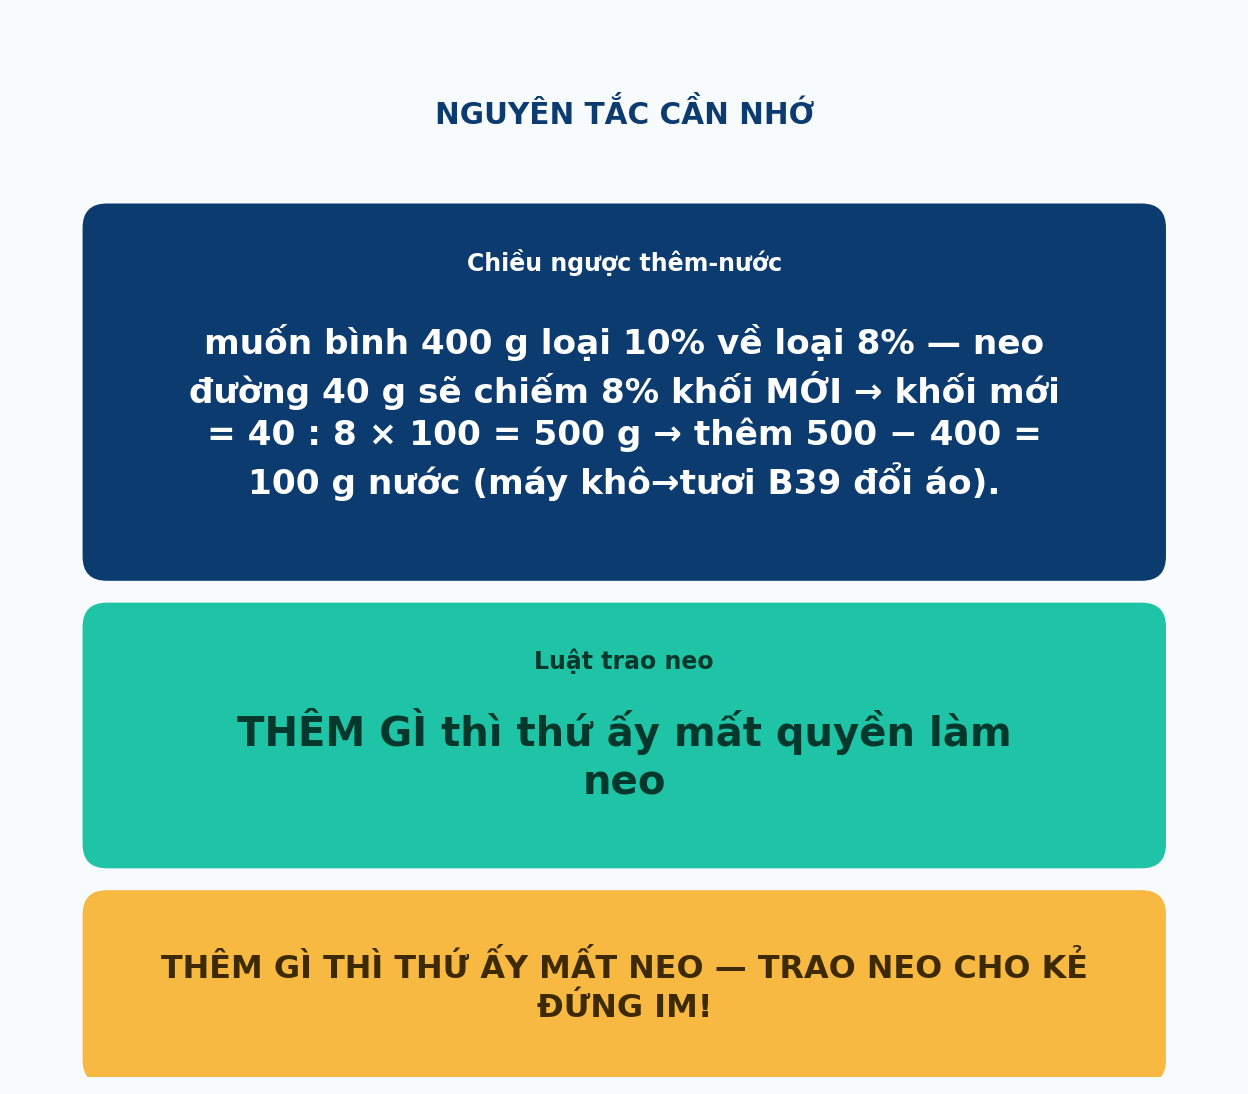 NGUYÊN TẮC CẦN NHỚ
Chiều ngược thêm-nước
muốn bình 400 g loại 10% về loại 8% — neo
đường 40 g sẽ chiếm 8% khối MỚI → khối mới
= 40 : 8 × 100 = 500 g → thêm 500 − 400 =
100 g nước (máy khô→tươi B39 đổi áo).
Luật trao neo
THÊM GÌ thì thứ ấy mất quyền làm
neo
THÊM GÌ THÌ THỨ ẤY MẤT NEO — TRAO NEO CHO KẺ
ĐỨNG IM!